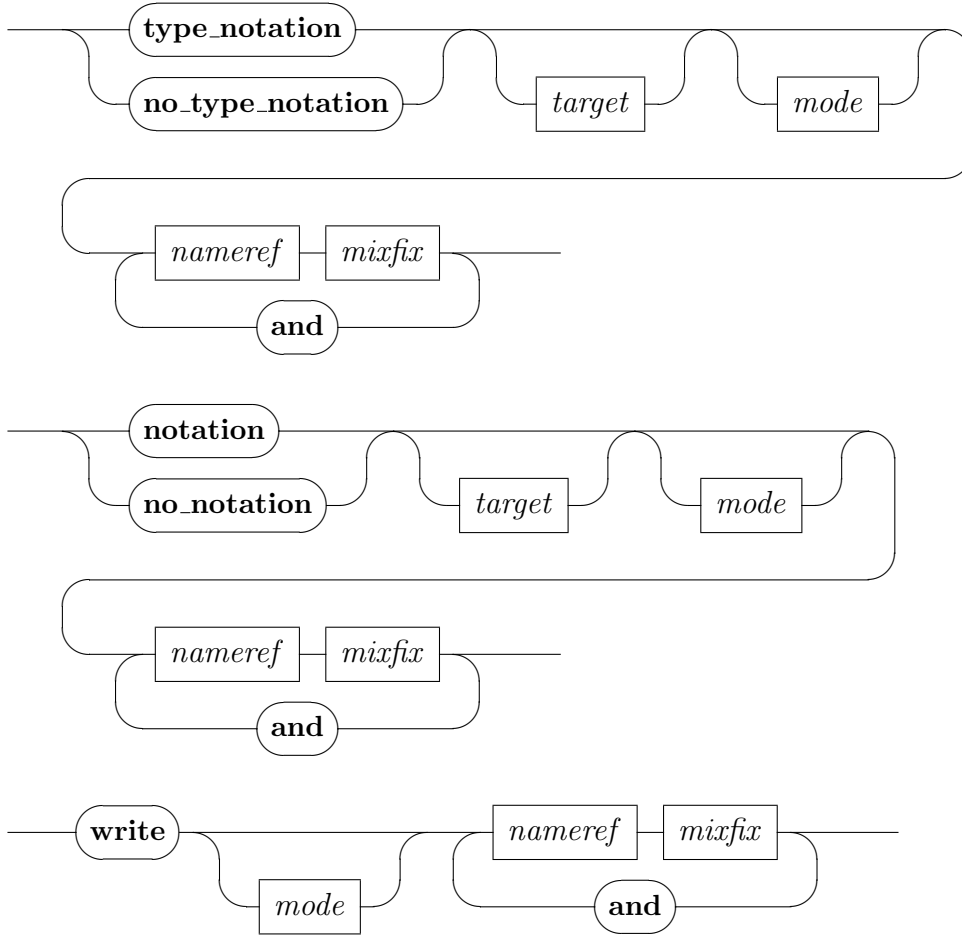 type_notation
no_type_notation target mode
nameref mixfix
and
notation
no_notation target mode
nameref mixfix
and
write nameref mixfix
mode and